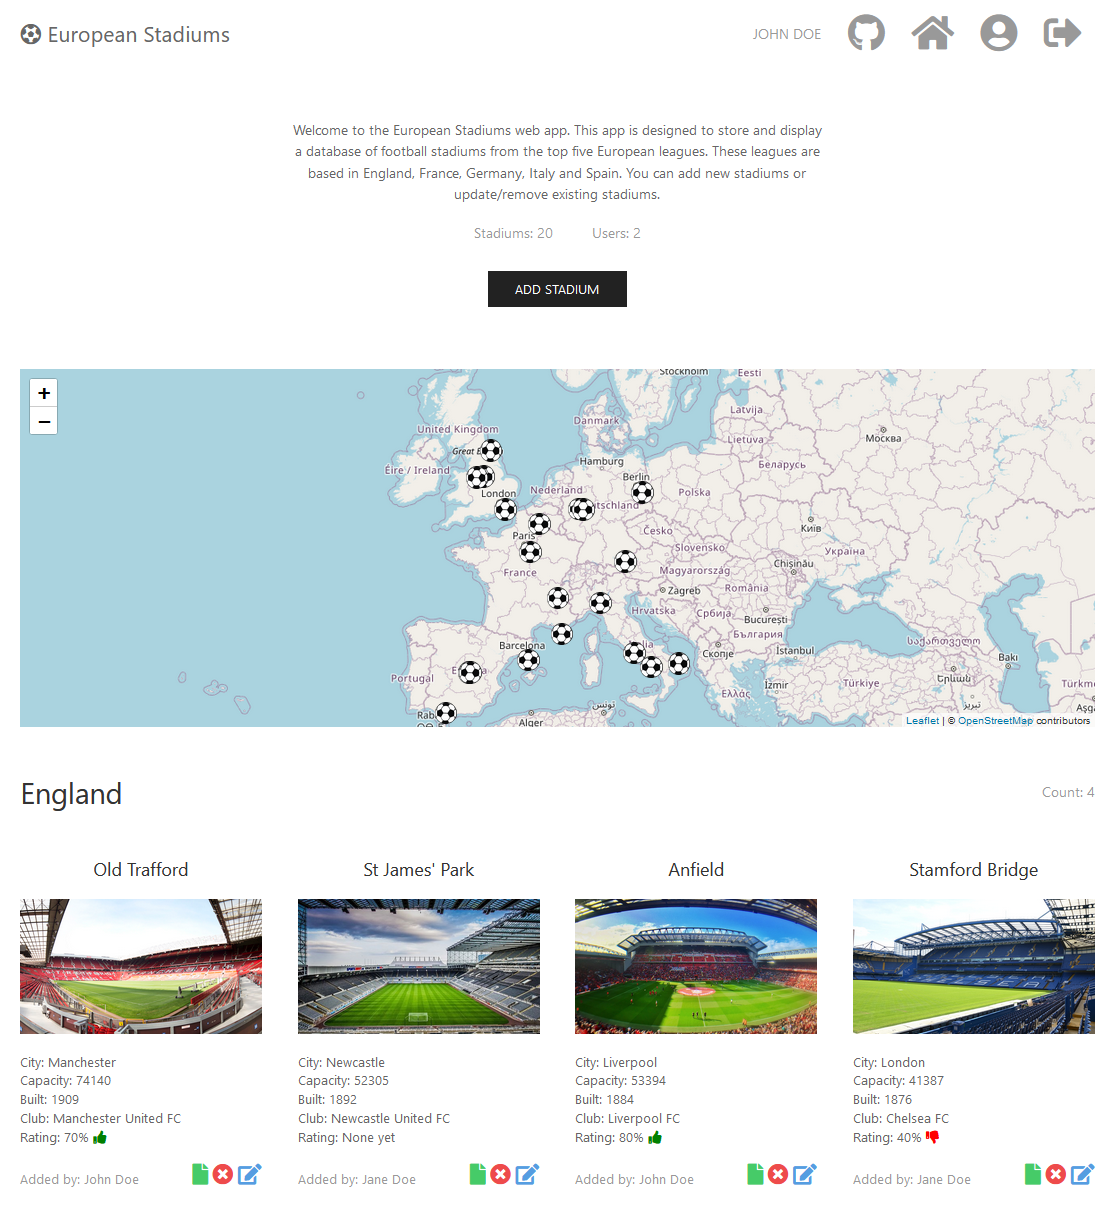 European Stadiums
JOHN DOE
Welcome to the European Stadiums web app. This app is designed to store and display
a database of football stadiums from the top five European leagues. These leagues are
based in England, France, Germany, Italy and Spain. You can add new stadiums or
update/remove existing stadiums.
Stadiums: 20 Users: 2
ADD STADIUM
+
−
Stockholm
Eesti
Latvija
Danmark
United Kingdom
Lietuva
Москва
Great
Éire / Ireland
Hamburg
Беларусь
Berlin
London
Nederland
Polska
Paris
Česko
Київ
Slovensko
Україна
France
Magyarország
Chișinău
Zagreb
România
Hrvatska
Србија
București
България
Barcelona
Скопје
Istanbul
საქართველო
Bakı
Portugal
İzmir
Türkiye
Ελλάς
Alger
تونس
تبریز
Leaflet | © OpenStreetMap contributors
England
Count: 4
Old Trafford
City: Manchester
Capacity: 74140
Built: 1909
Club: Manchester United FC
Rating: 70%
Added by: John Doe
St James' Park
City: Newcastle
Capacity: 52305
Built: 1892
Club: Newcastle United FC
Rating: None yet
Added by: Jane Doe
Anfield
City: Liverpool
Capacity: 53394
Built: 1884
Club: Liverpool FC
Rating: 80%
Added by: John Doe
Stamford Bridge
City: London
Capacity: 41387
Built: 1876
Club: Chelsea FC
Rating: 40%
Added by: Jane Doe